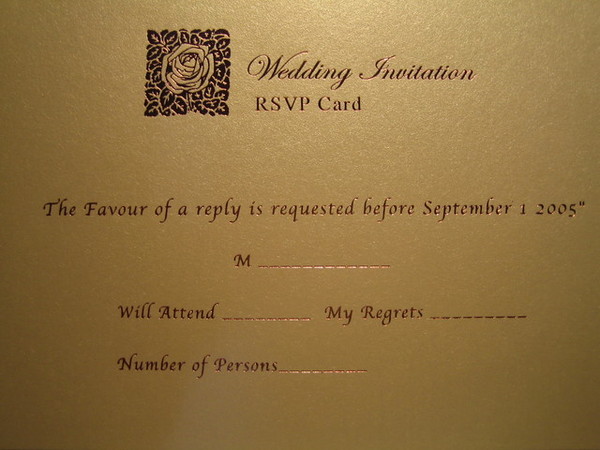 Wedding Invitation
RSVP Card
The Favour of a reply is requested before September 1 2005"
M ____________
Will Attend ________ My Regrets _________
Number of Persons________